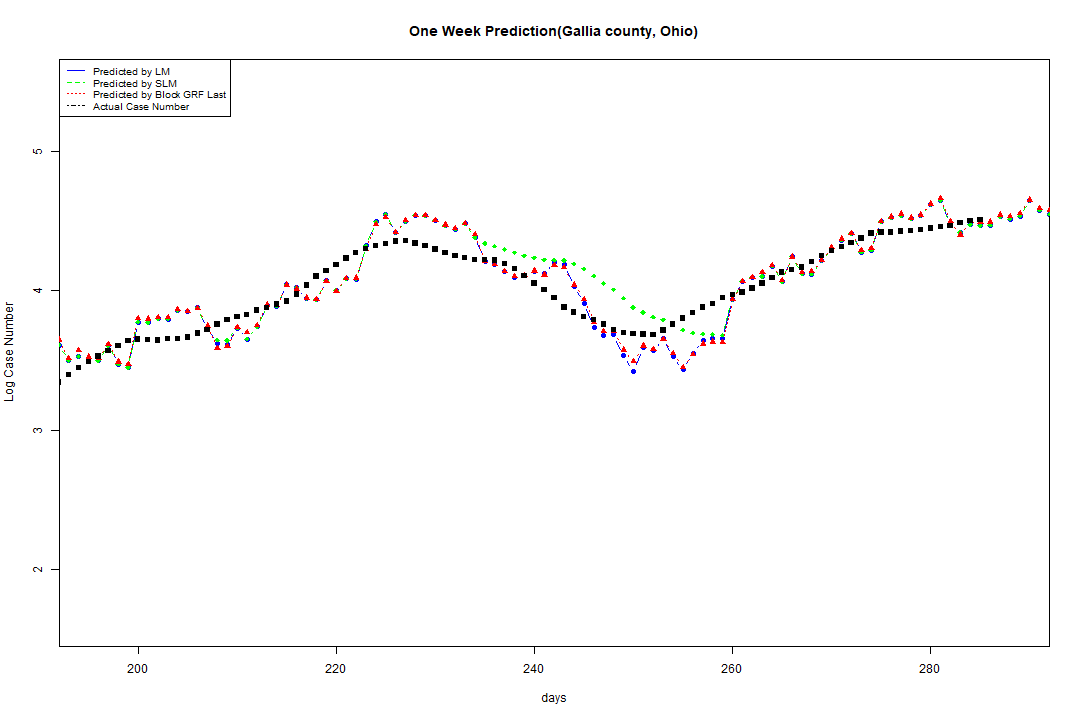 One Week Prediction(Gallia county, Ohio)
Predicted by LM
Predicted by SLM
Predicted by Block GRF Last
Actual Case Number
5
4
3
2
Log Case Number
200 220 240 260 280
days